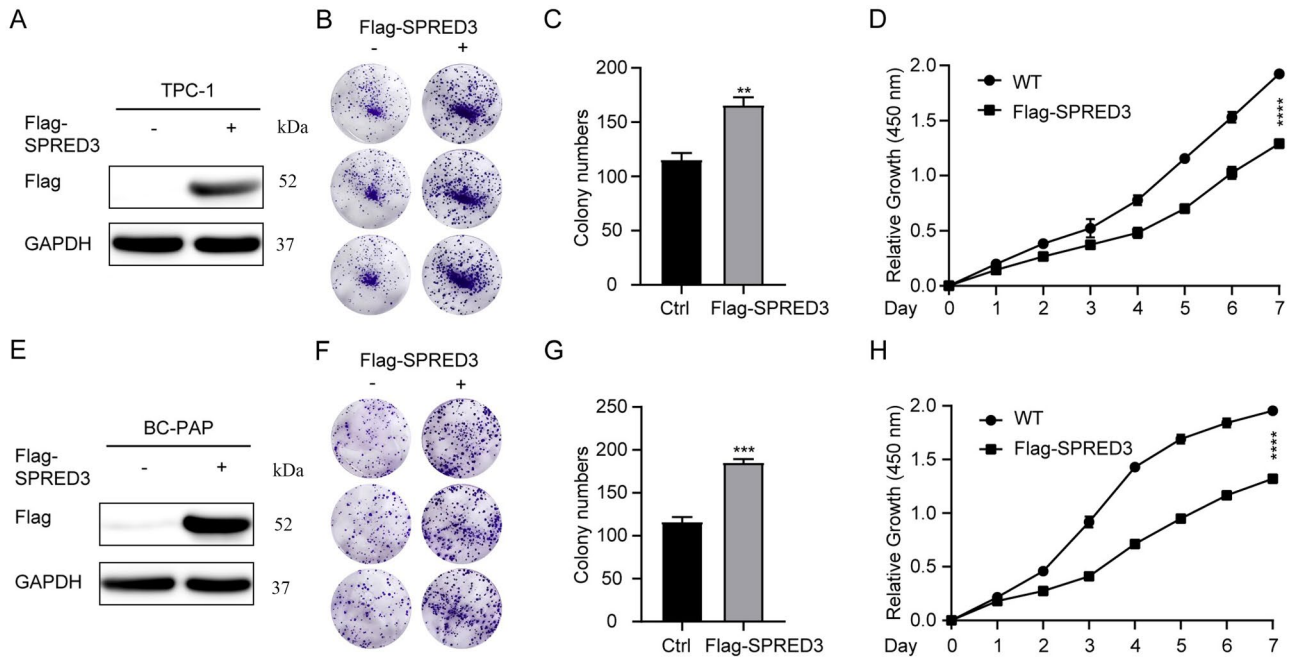 A
TPC-1
Flag-
SPRED3
- + kDa
Flag
52
GAPDH
37
B
Flag-SPRED3
- +
C
Colony numbers
200
150
100
50
0
**
Ctrl Flag-SPRED3
D
Relative Growth (450 nm)
2.0
1.5
1.0
0.5
0.0
WT
Flag-SPRED3
****
Day 0 1 2 3 4 5 6 7
E
BC-PAP
Flag-
SPRED3
- + kDa
Flag
52
GAPDH
37
F
Flag-SPRED3
- +
G
Colony numbers
250
200
150
100
50
0
***
Ctrl Flag-SPRED3
H
Relative Growth (450 nm)
2.0
1.5
1.0
0.5
0.0
WT
Flag-SPRED3
****
Day 0 1 2 3 4 5 6 7